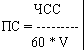 ЧСС
ПС = ---------
60 * V